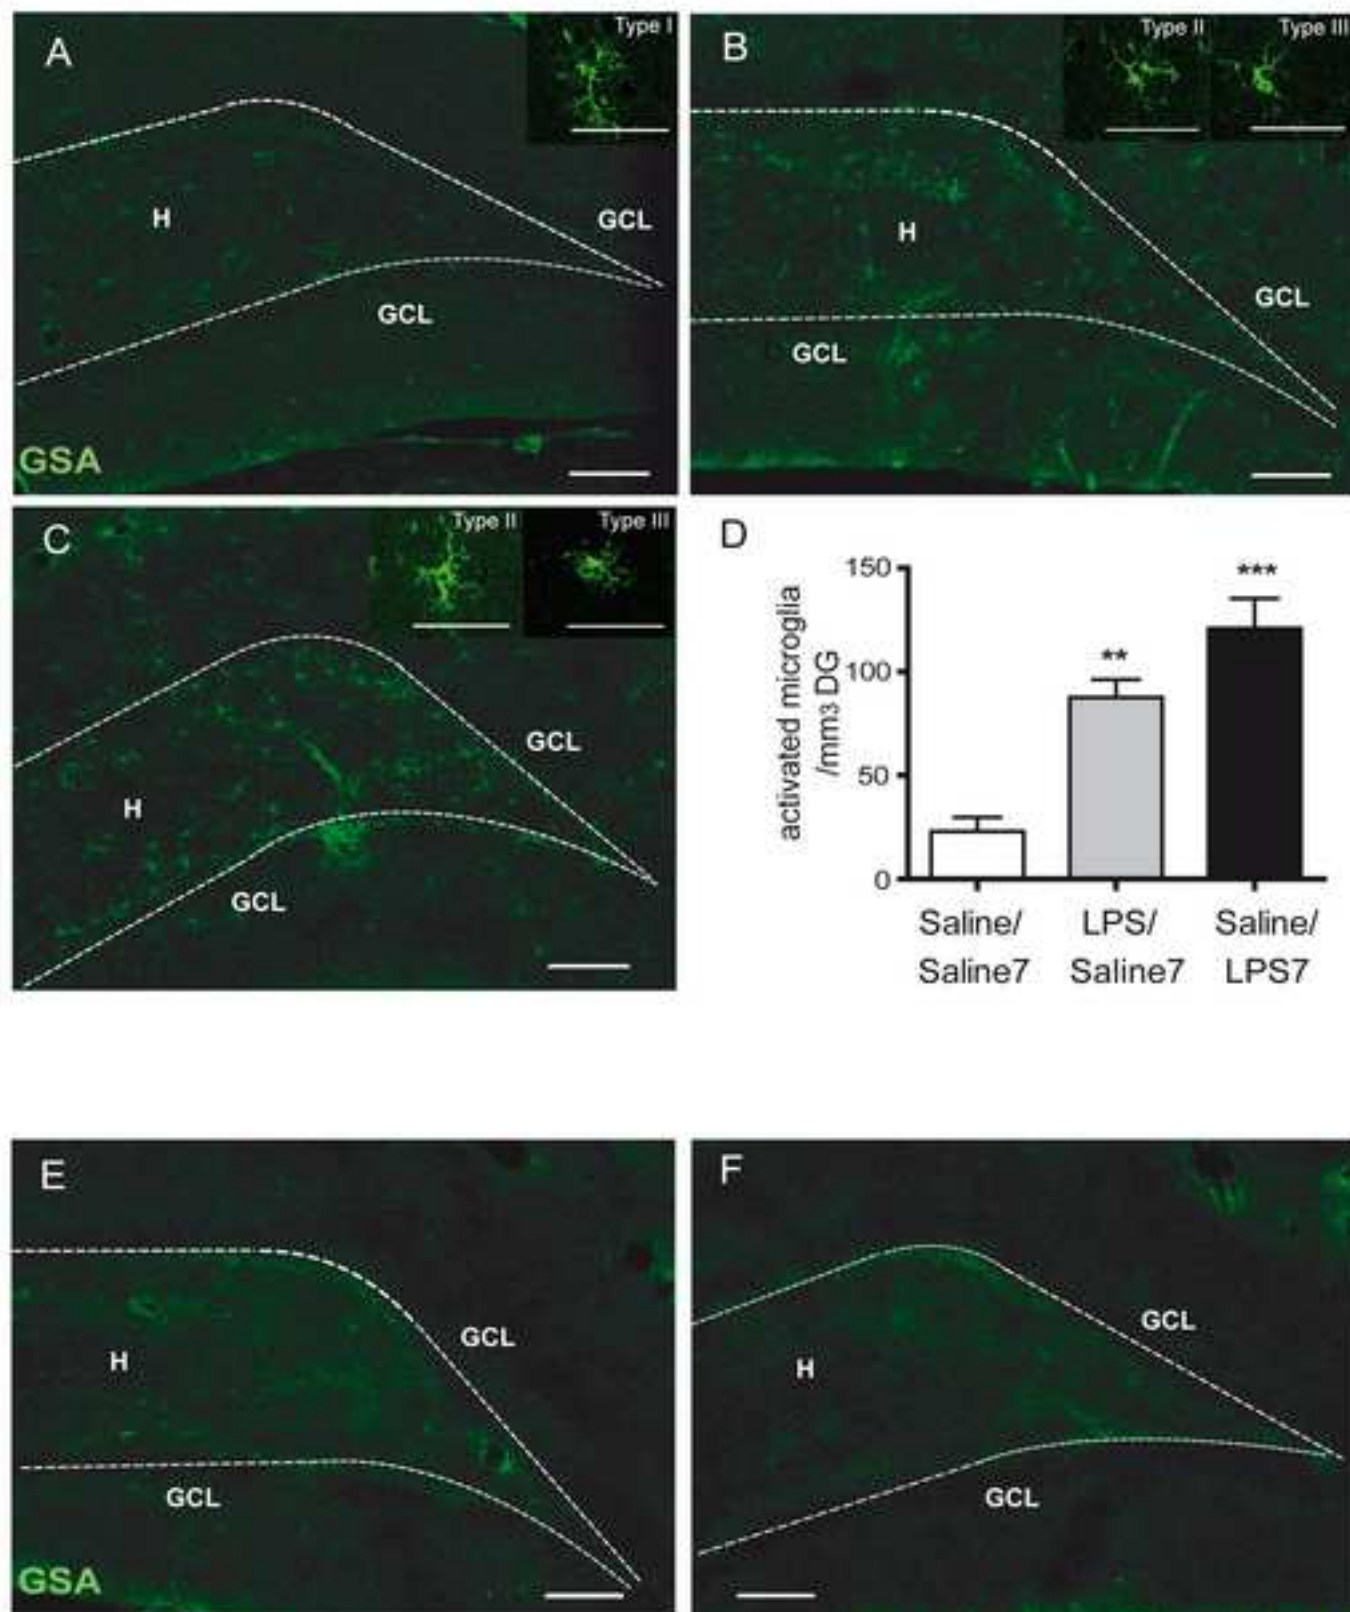 A
Type I
H
GCL
GCL
GSA
B
Type II
Type III
H
GCL
GCL
C
Type II
Type III
GCL
H
GCL
D
activated microglia
/mm3 DG
150
100
50
0
**
***
Saline/
Saline7
LPS/
Saline7
Saline/
LPS7
E
GCL
H
GCL
GSA
F
GCL
H
GCL